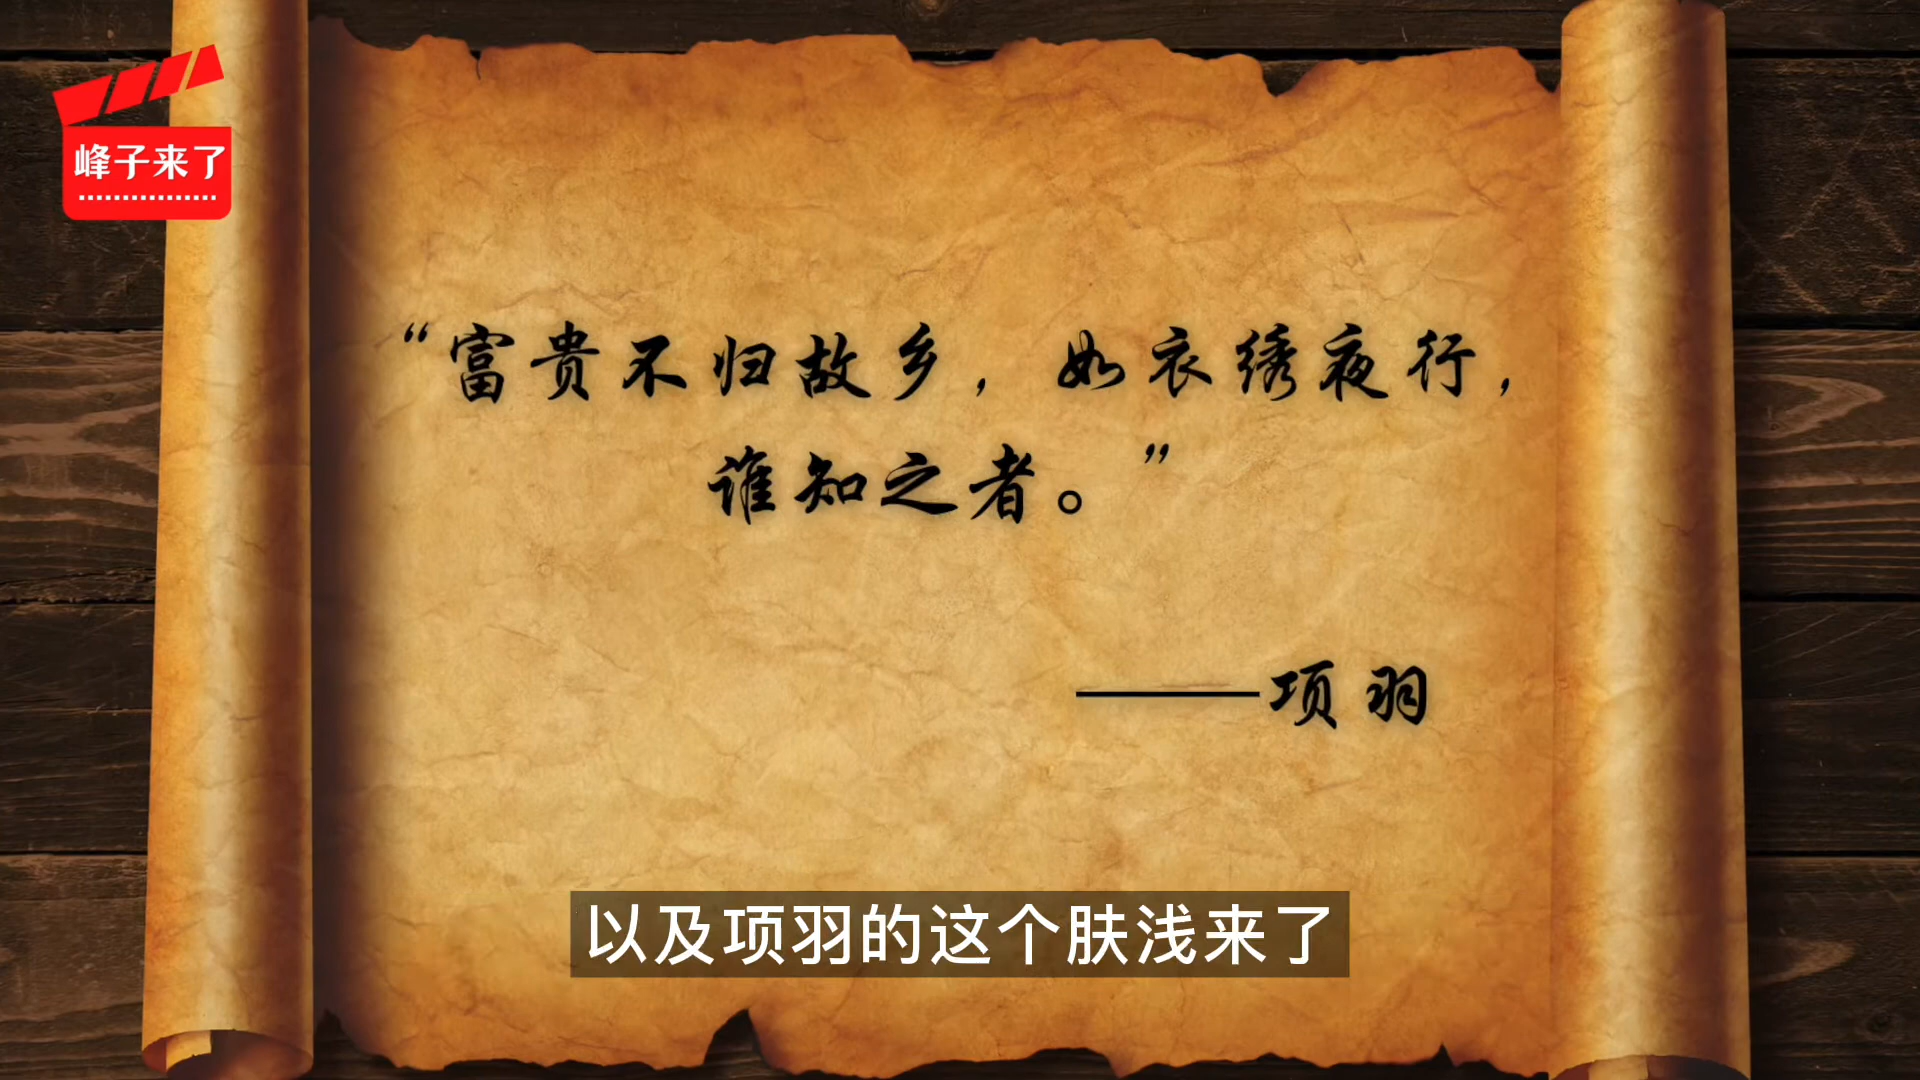 峰子来了
“富贵不归故乡，如衣绣夜行，
谁知之者。”
——项羽
以及项羽的这个肤浅来了